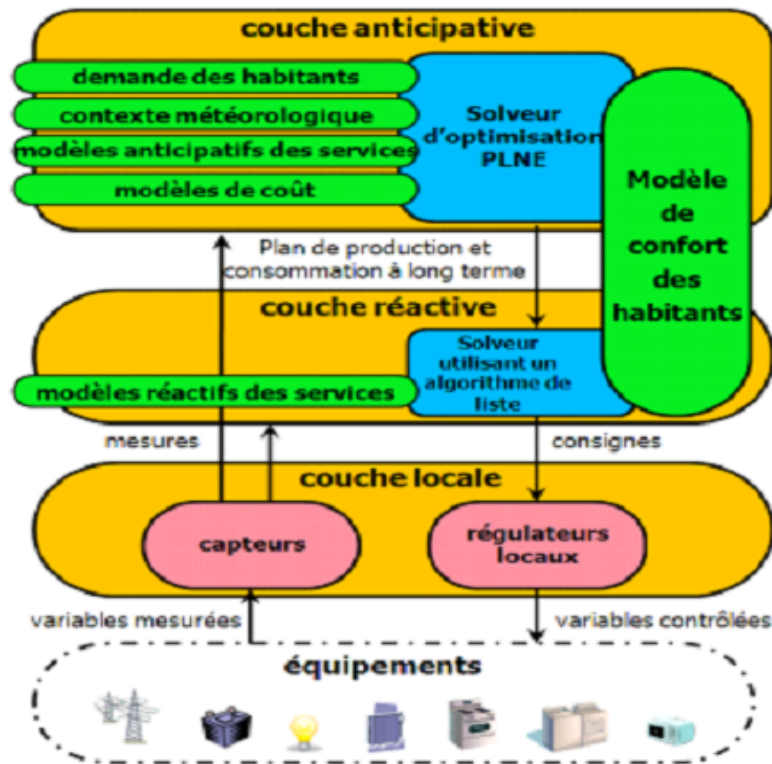 couche anticipative
demande des habitants
contexte météorologique
modèles anticipatifs des services
modèles de coût
Solveur
d'optimisation
PLNE
Modèle
de
confort
des
habitants
Plan de production et
consommation à long terme
couche réactive
Solveur
utilisant un
algorithme de
liste
modèles réactifs des services
mesures
consignes
couche locale
capteurs
régulateurs
locaux
variables mesurées
variables contrôlées
équipements